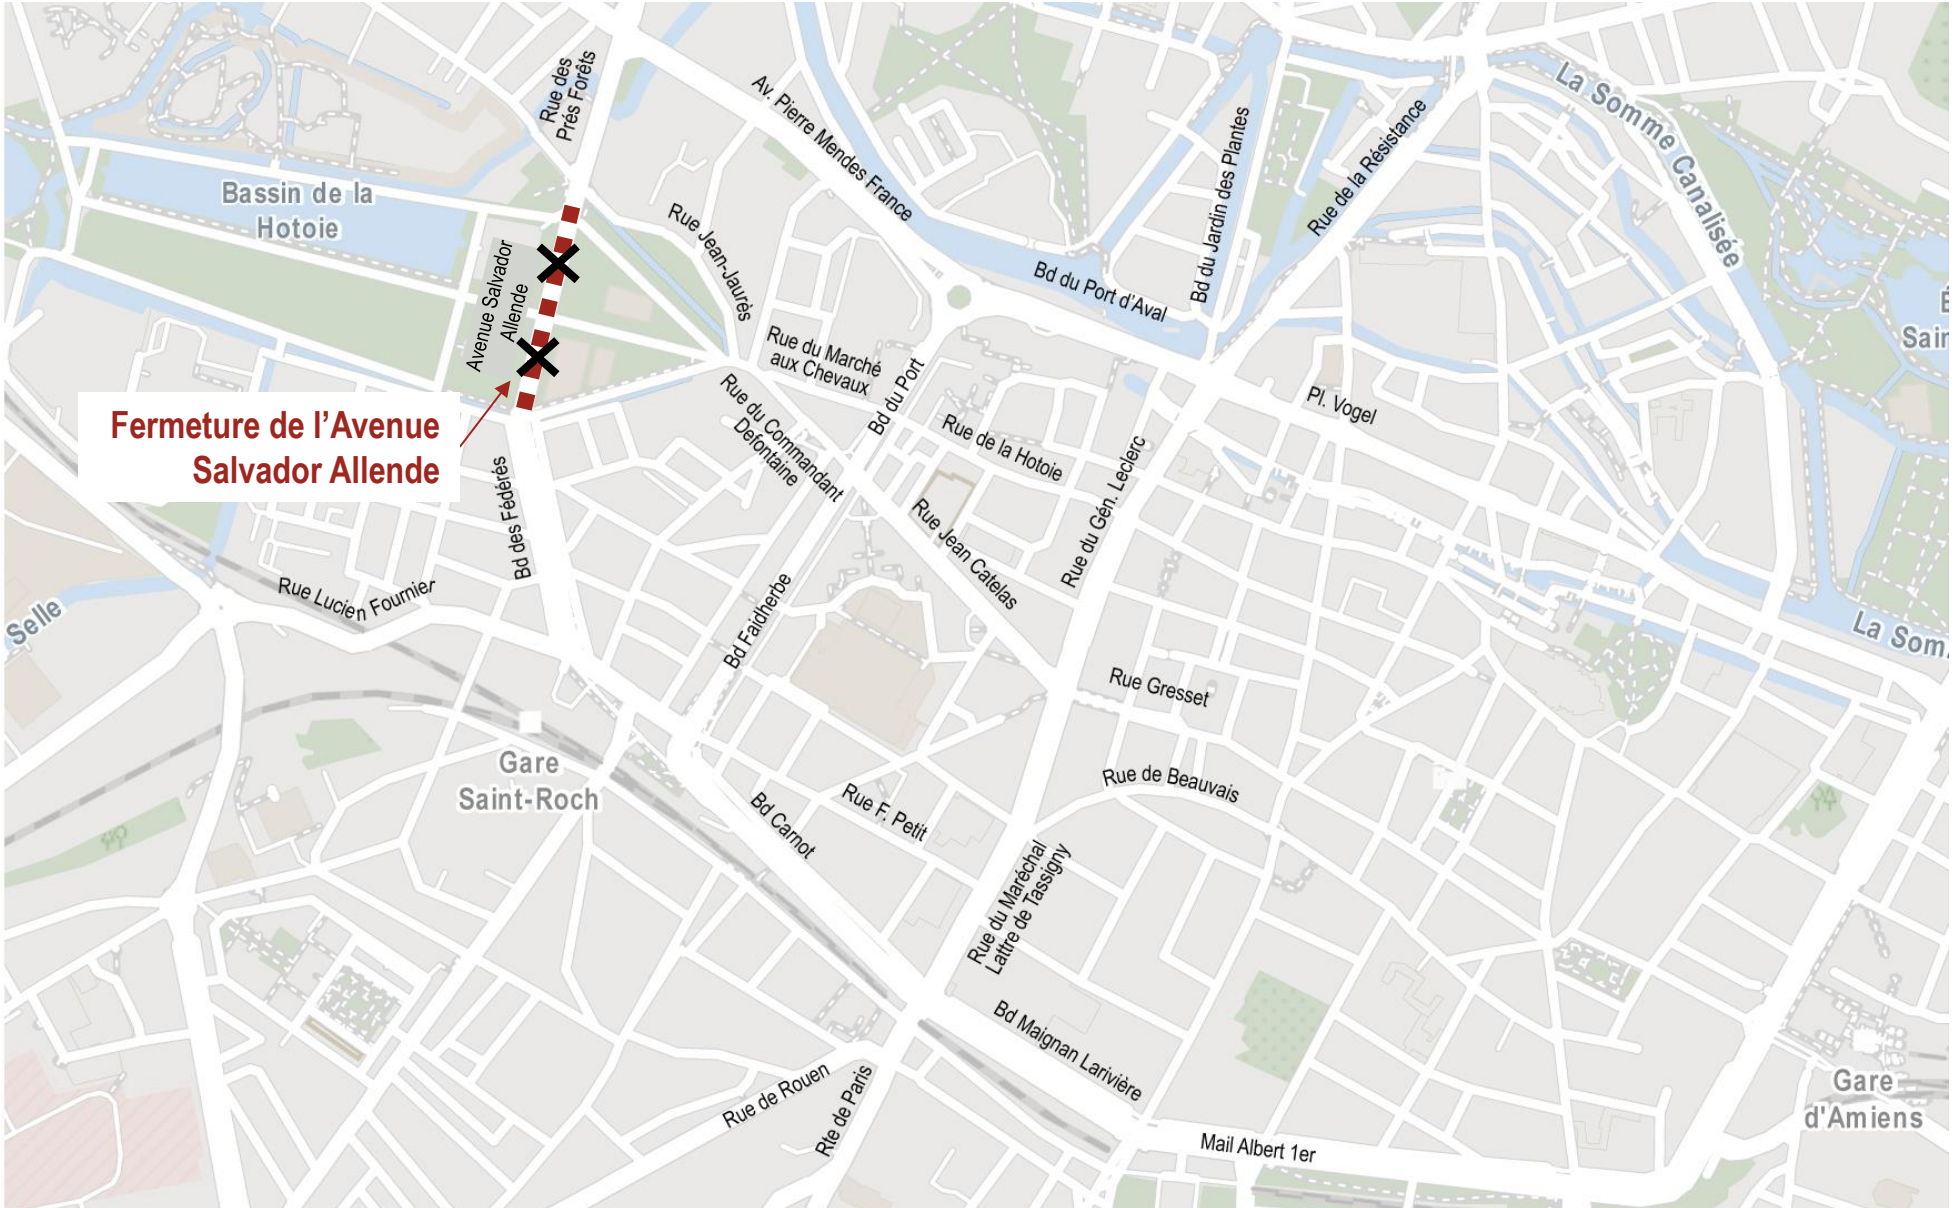 Rue des
Prés Forêts
Av. Pierre Mendes France
La Somme Canalisée
Bassin de la
Hotoie
Rue Jean-Jaurès
Bd du Jardin des Plantes
Rue de la Résistance
Avenue Salvador
Allende
Bd du Port d'Aval
Rue du Marché
aux Chevaux
Bd du Port
Fermeture de l'Avenue
Salvador Allende
Rue du Commandant
Defontaine
Rue de la Hotoie
Rue du Gén. Leclerc
Pl. Vogel
Bd des Fédérés
Rue Jean Catelas
Rue Lucien Fournier
Selle
Bd Faidherbe
La Som
Rue Gresset
Gare
Saint-Roch
Rue de Beauvais
Bd Carnot
Rue F. Petit
Rue du Maréchal
Lattre de Tassigny
Bd Maignan Larivière
Rue de Rouen
Rte de Paris
Mail Albert 1er
Gare
d'Amiens